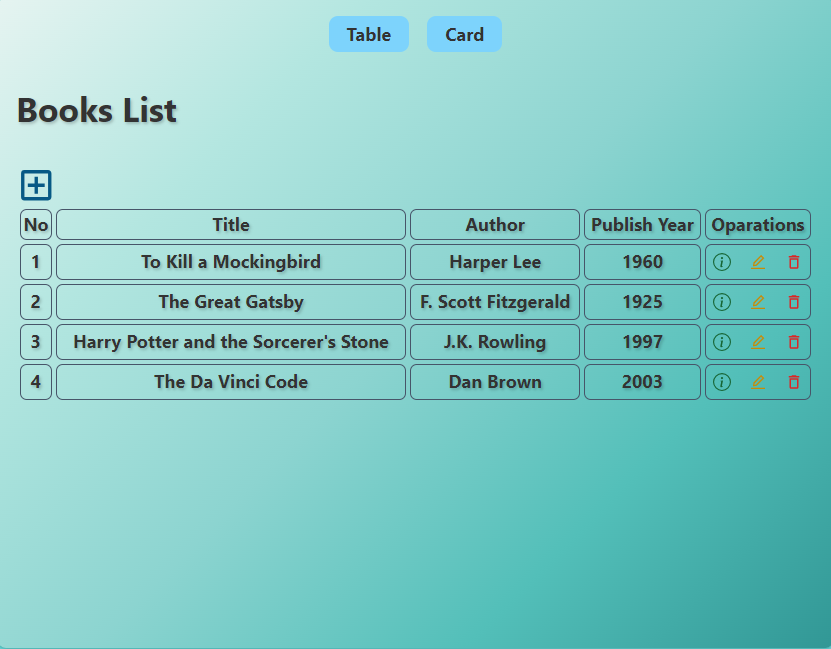 Table Card
Books List
No Title Author Publish Year Oparations
1 To Kill a Mockingbird Harper Lee 1960
2 The Great Gatsby F. Scott Fitzgerald 1925
3 Harry Potter and the Sorcerer's Stone J.K. Rowling 1997
4 The Da Vinci Code Dan Brown 2003